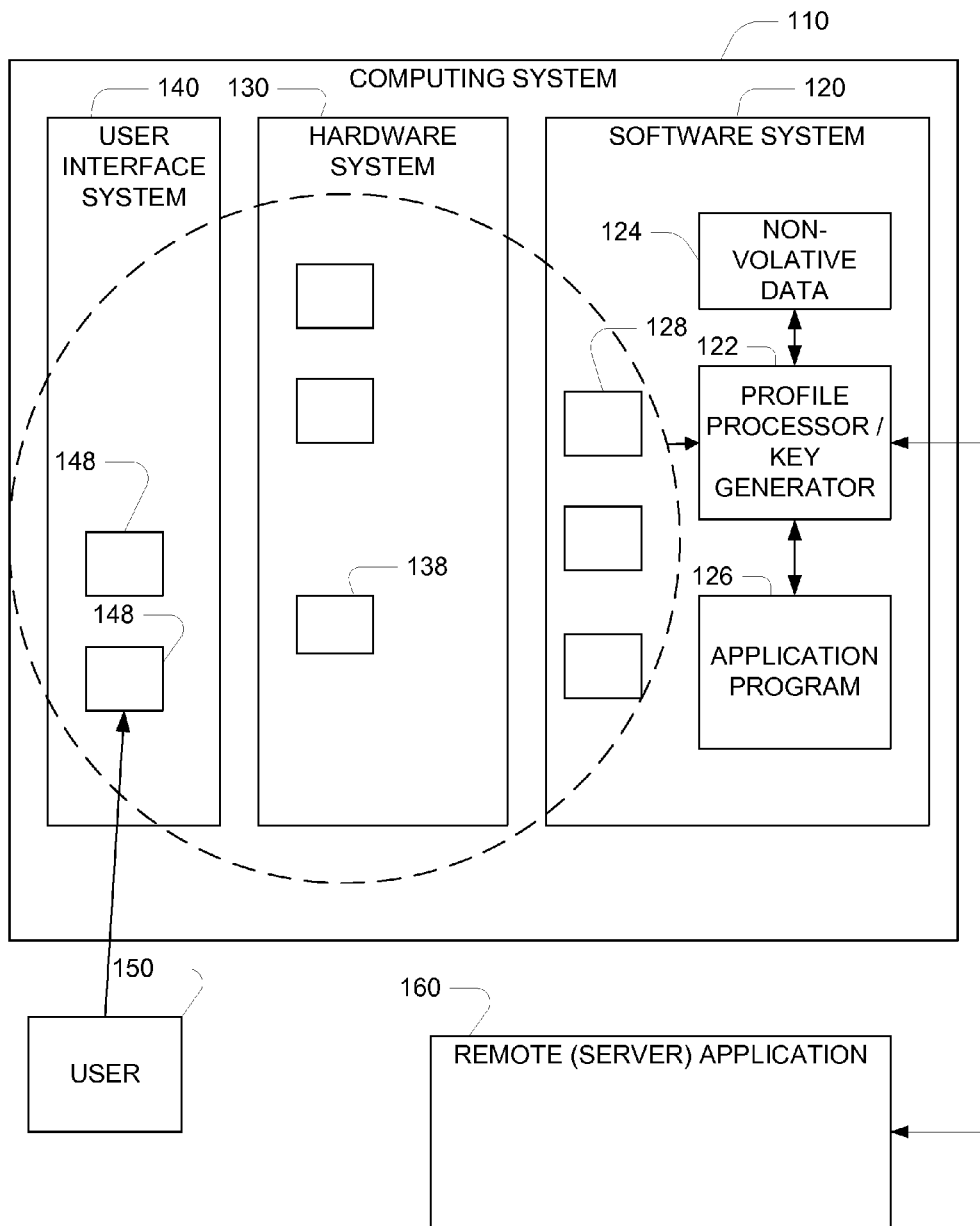 110
COMPUTING SYSTEM
140
130
120
USER
INTERFACE
SYSTEM
HARDWARE
SYSTEM
SOFTWARE SYSTEM
124
NON-
VOLATIVE
DATA
128
122
PROFILE
PROCESSOR /
KEY
GENERATOR
148
138
148
126
APPLICATION
PROGRAM
150
USER
160
REMOTE (SERVER) APPLICATION